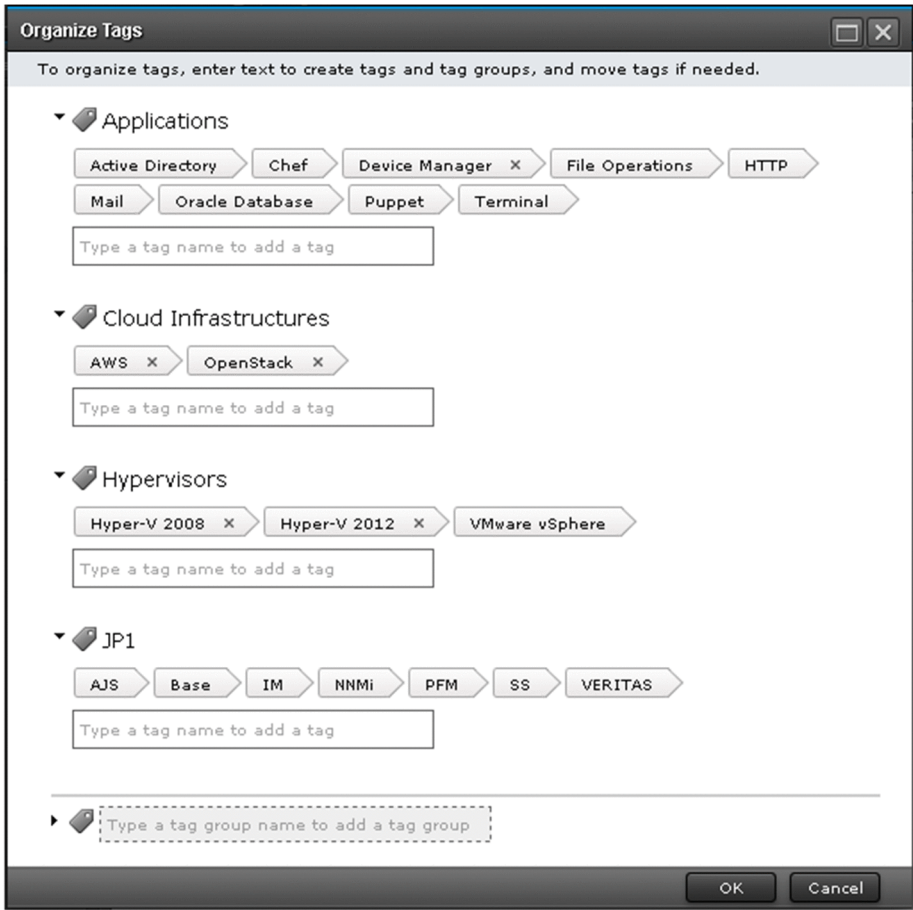 Organize Tags
To organize tags, enter text to create tags and tag groups, and move tags if needed.
Applications
Active Directory Chef Device Manager × File Operations HTTP
Mail Oracle Database Puppet Terminal
Type a tag name to add a tag
Cloud Infrastructures
AWS × OpenStack ×
Type a tag name to add a tag
Hypervisors
Hyper-V 2008 × Hyper-V 2012 × VMware vSphere
Type a tag name to add a tag
JP1
AJS Base IM NNMi PFM SS VERITAS
Type a tag name to add a tag
Type a tag group name to add a tag group
OK Cancel